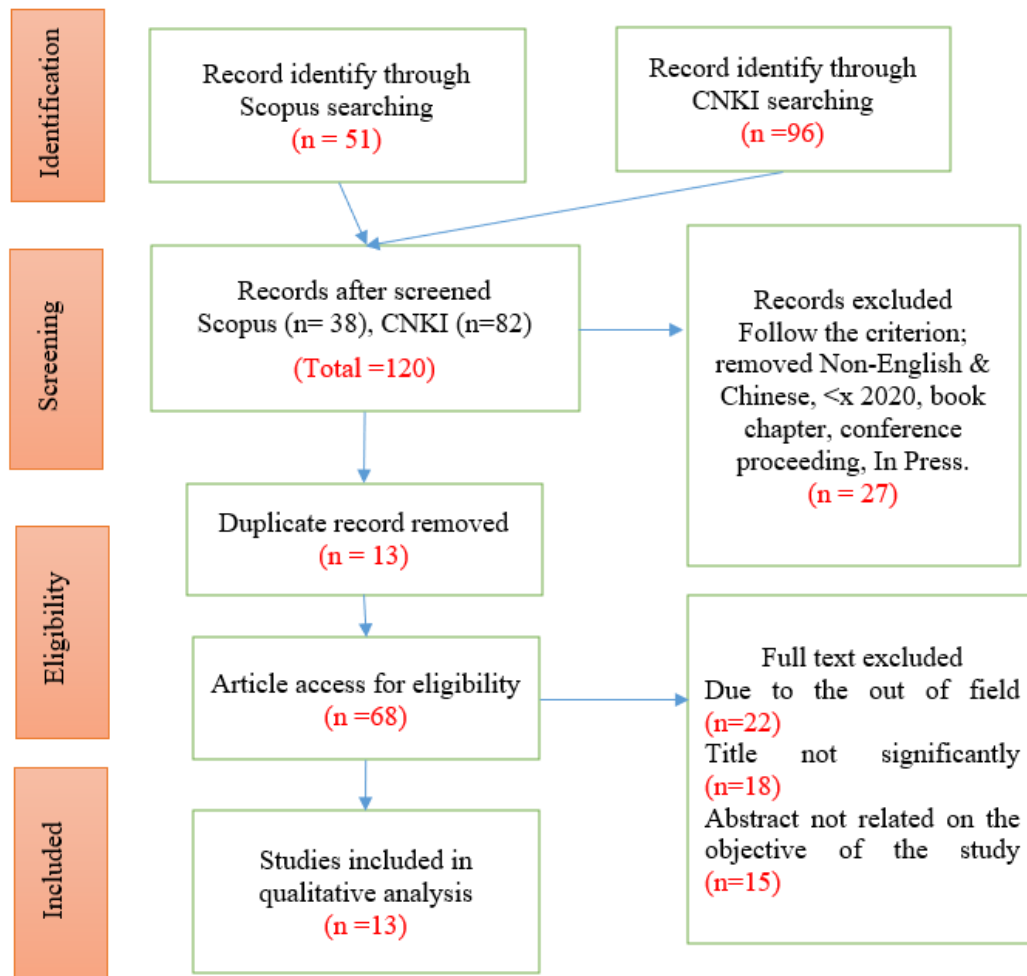 Identification
Record identify through
Scopus searching
(n = 51)
Record identify through
CNKI searching
(n =96)
Screening
Records after screened
Scopus (n= 38), CNKI (n=82)
(Total =120)
Records excluded
Follow the criterion;
removed Non-English &
Chinese, <x 2020, book
chapter, conference
proceeding, In Press.
(n = 27)
Duplicate record removed
(n = 13)
Eligibility
Article access for eligibility
(n =68)
Full text excluded
Due to the out of field
(n=22)
Title not significantly
(n=18)
Abstract not related on the
objective of the study
(n=15)
Included
Studies included in
qualitative analysis
(n =13)